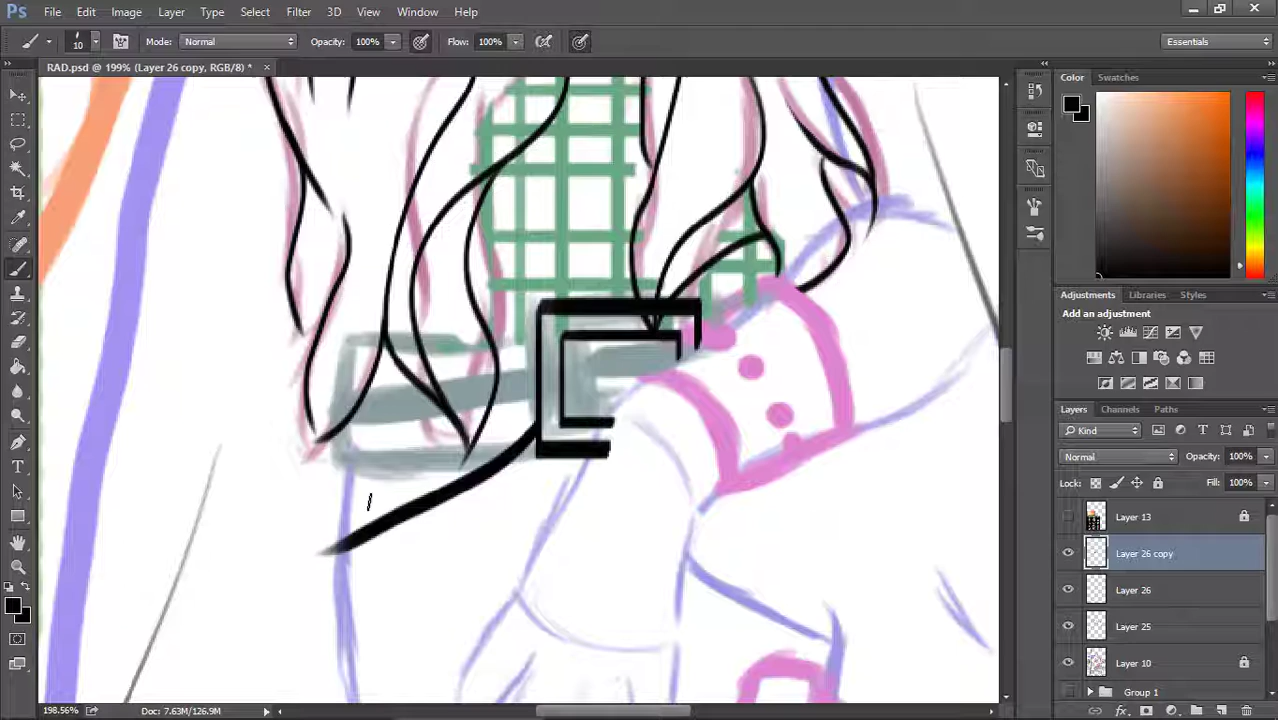 Ps File Edit Image Layer Type Select Filter 3D View Window Help
10 Mode: Normal Opacity: 100% Flow: 100% Essentials
RAD.psd @ 199% (Layer 26 copy, RGB/8) * ×
Color Swatches
Adjustments Libraries Styles
Add an adjustment
Layers Channels Paths
Kind
Normal Opacity: 100%
Lock: Fill: 100%
Layer 13
Layer 26 copy
Layer 26
Layer 25
Layer 10
Group 1
198.56% Doc: 7.63M/126.9M